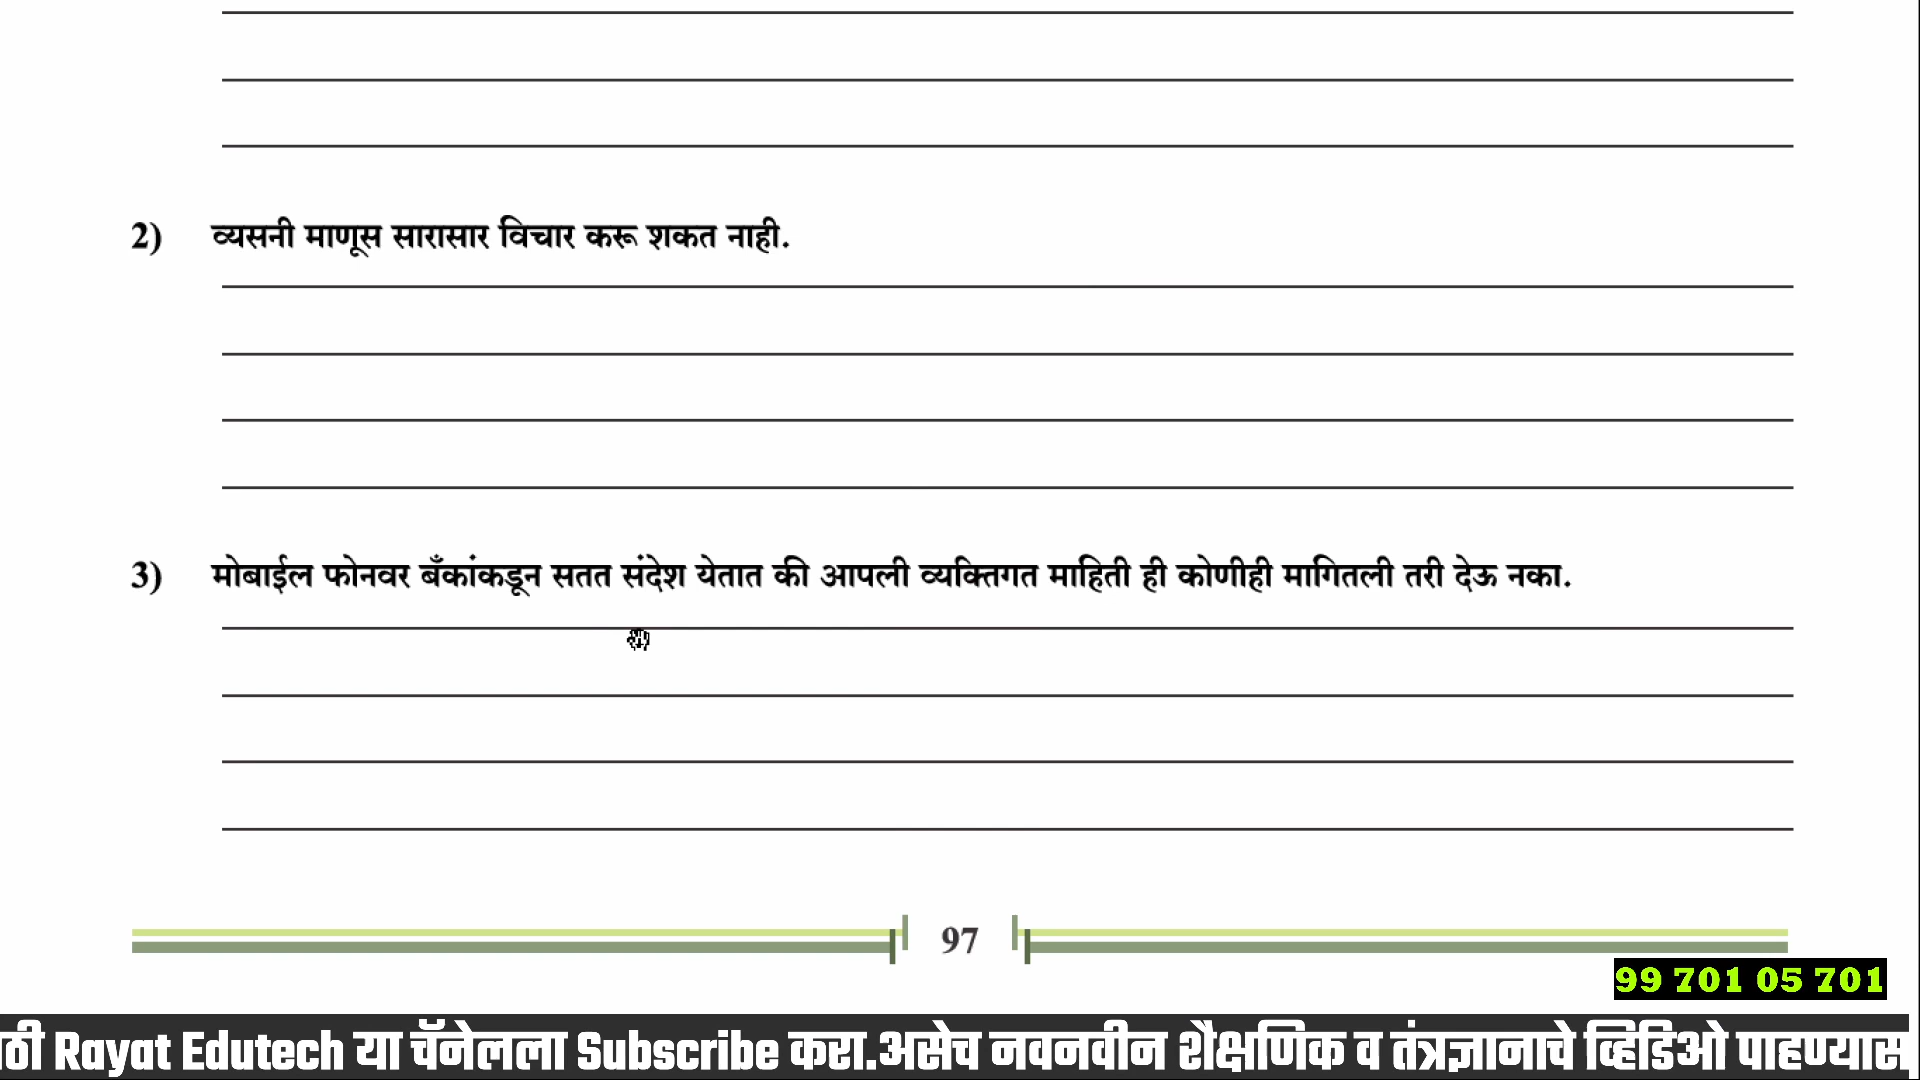 2) व्यसनी माणूस सारासार विचार करू शकत नाही.
3) मोबाईल फोनवर बँकांकडून सतत संदेश येतात की आपली व्यक्तिगत माहिती ही कोणीही मागितली तरी देऊ नका.
97
99 701 05 701
ठी Rayat Edutech या चॅनेलला Subscribe करा.असेच नवनवीन शैक्षणिक व तंत्रज्ञानाचे व्हिडिओ पाहण्यास